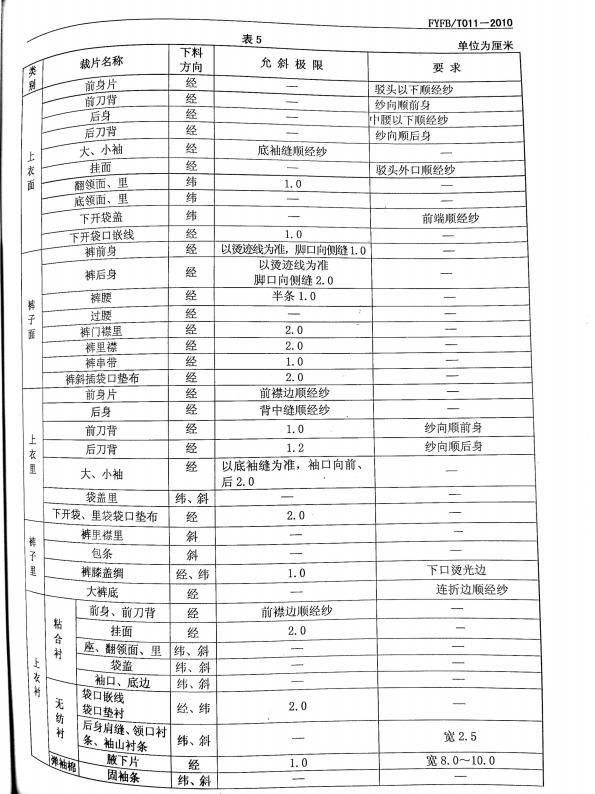 FYFB/T011—2010
表 5
单位为厘米
类别 裁片名称 下料方向 允斜极限 要求
上衣面 前身片 经 — 驳头以下顺经纱
前刀背 经 — 纱向顺前身
后身 经 — 中腰以下顺经纱
后刀背 经 — 纱向顺后身
大、小袖 经 底袖缝顺经纱 —
挂面 经 — 驳头外口顺经纱
翻领面、里 纬 1.0 —
底领面、里 纬 — —
下开袋盖 纬 — 前端顺经纱
下开袋口嵌线 经 1.0 —
裤子面 裤前身 经 以烫迹线为准，脚口向侧缝 1.0 —
裤后身 经 以烫迹线为准
脚口向侧缝 2.0 —
裤腰 经 半条 1.0 —
过腰 经 — —
裤门襟里 经 2.0 —
裤里襟 经 2.0 —
裤串带 经 1.0 —
裤斜插袋口垫布 经 2.0 —
上衣里 前身片 经 前襟边顺经纱 —
后身 经 背中缝顺经纱 —
前刀背 经 1.0 纱向顺前身
后刀背 经 1.2 纱向顺后身
大、小袖 经 以底袖缝为准，袖口向前、
后 2.0 —
袋盖里 纬、斜 — —
下开袋、里袋袋口垫布 经 2.0 —
裤子里 裤里襟里 斜 — —
包条 斜 — —
裤膝盖绸 经、纬 1.0 下口烫光边
大裤底 经 — 连折边顺经纱
上衣衬 粘合衬 前身、前刀背 经 前襟边顺经纱 —
挂面 经 2.0 —
座、翻领面、里 纬、斜 — —
袋盖 纬、斜 — —
袖口、底边 纬、斜 — —
无纺衬 袋口嵌线
袋口垫衬 经、纬 2.0 —
后身肩缝、领口衬
条、袖山衬条 纬、斜 — 宽 2.5
弹袖棉 腋下片 经 1.0 宽 8.0～10.0
固袖条 纬、斜 — —